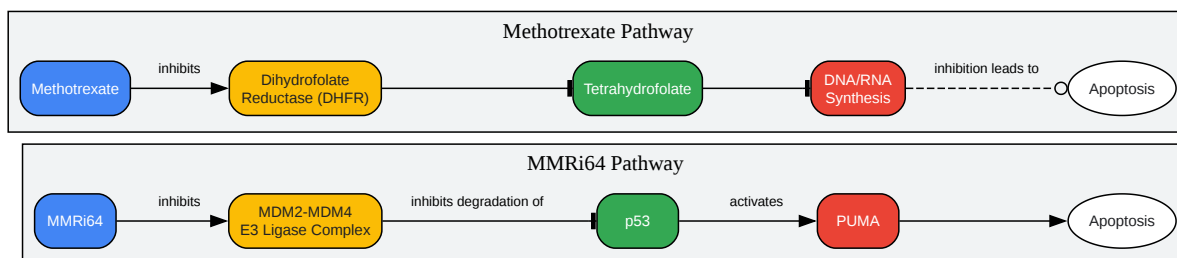 Methotrexate Pathway
Methotrexate
inhibits
Dihydrofolate
Reductase (DHFR)
Tetrahydrofolate
DNA/RNA
Synthesis
inhibition leads to
Apoptosis
MMRi64 Pathway
MMRi64
inhibits
MDM2-MDM4
E3 Ligase Complex
inhibits degradation of
p53
activates
PUMA
Apoptosis